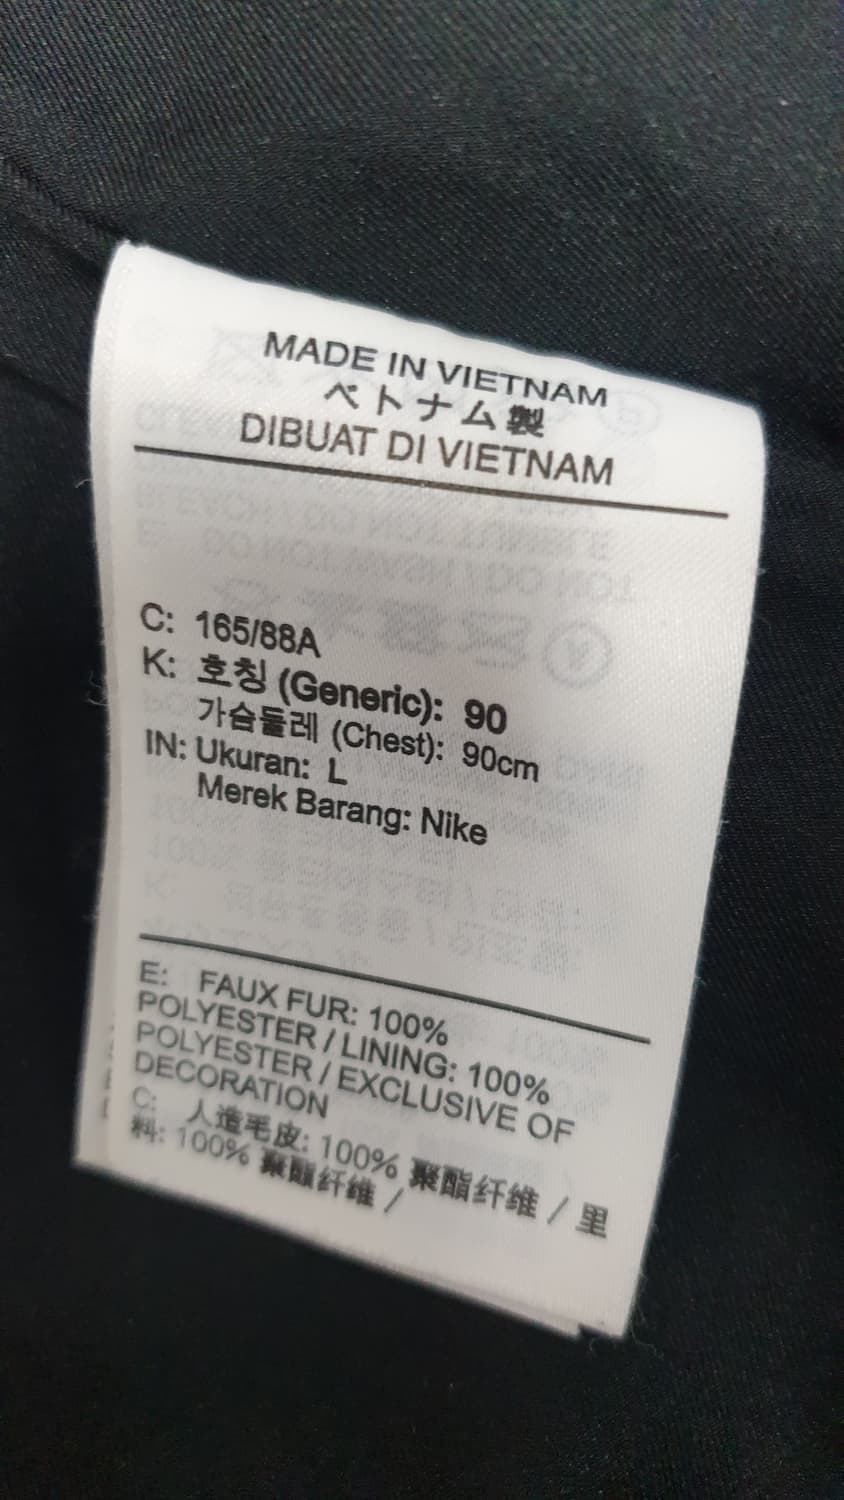 MADE IN VIETNAM
ベトナム製
DIBUAT DI VIETNAM
C: 165/88A
K: 호칭 (Generic): 90
가슴둘레 (Chest): 90cm
IN: Ukuran: L
Merek Barang: Nike
E: FAUX FUR: 100%
POLYESTER / LINING: 100%
POLYESTER / EXCLUSIVE OF
DECORATION
C: 人造毛皮: 100% 聚酯纤维 / 里
料: 100% 聚酯纤维 /